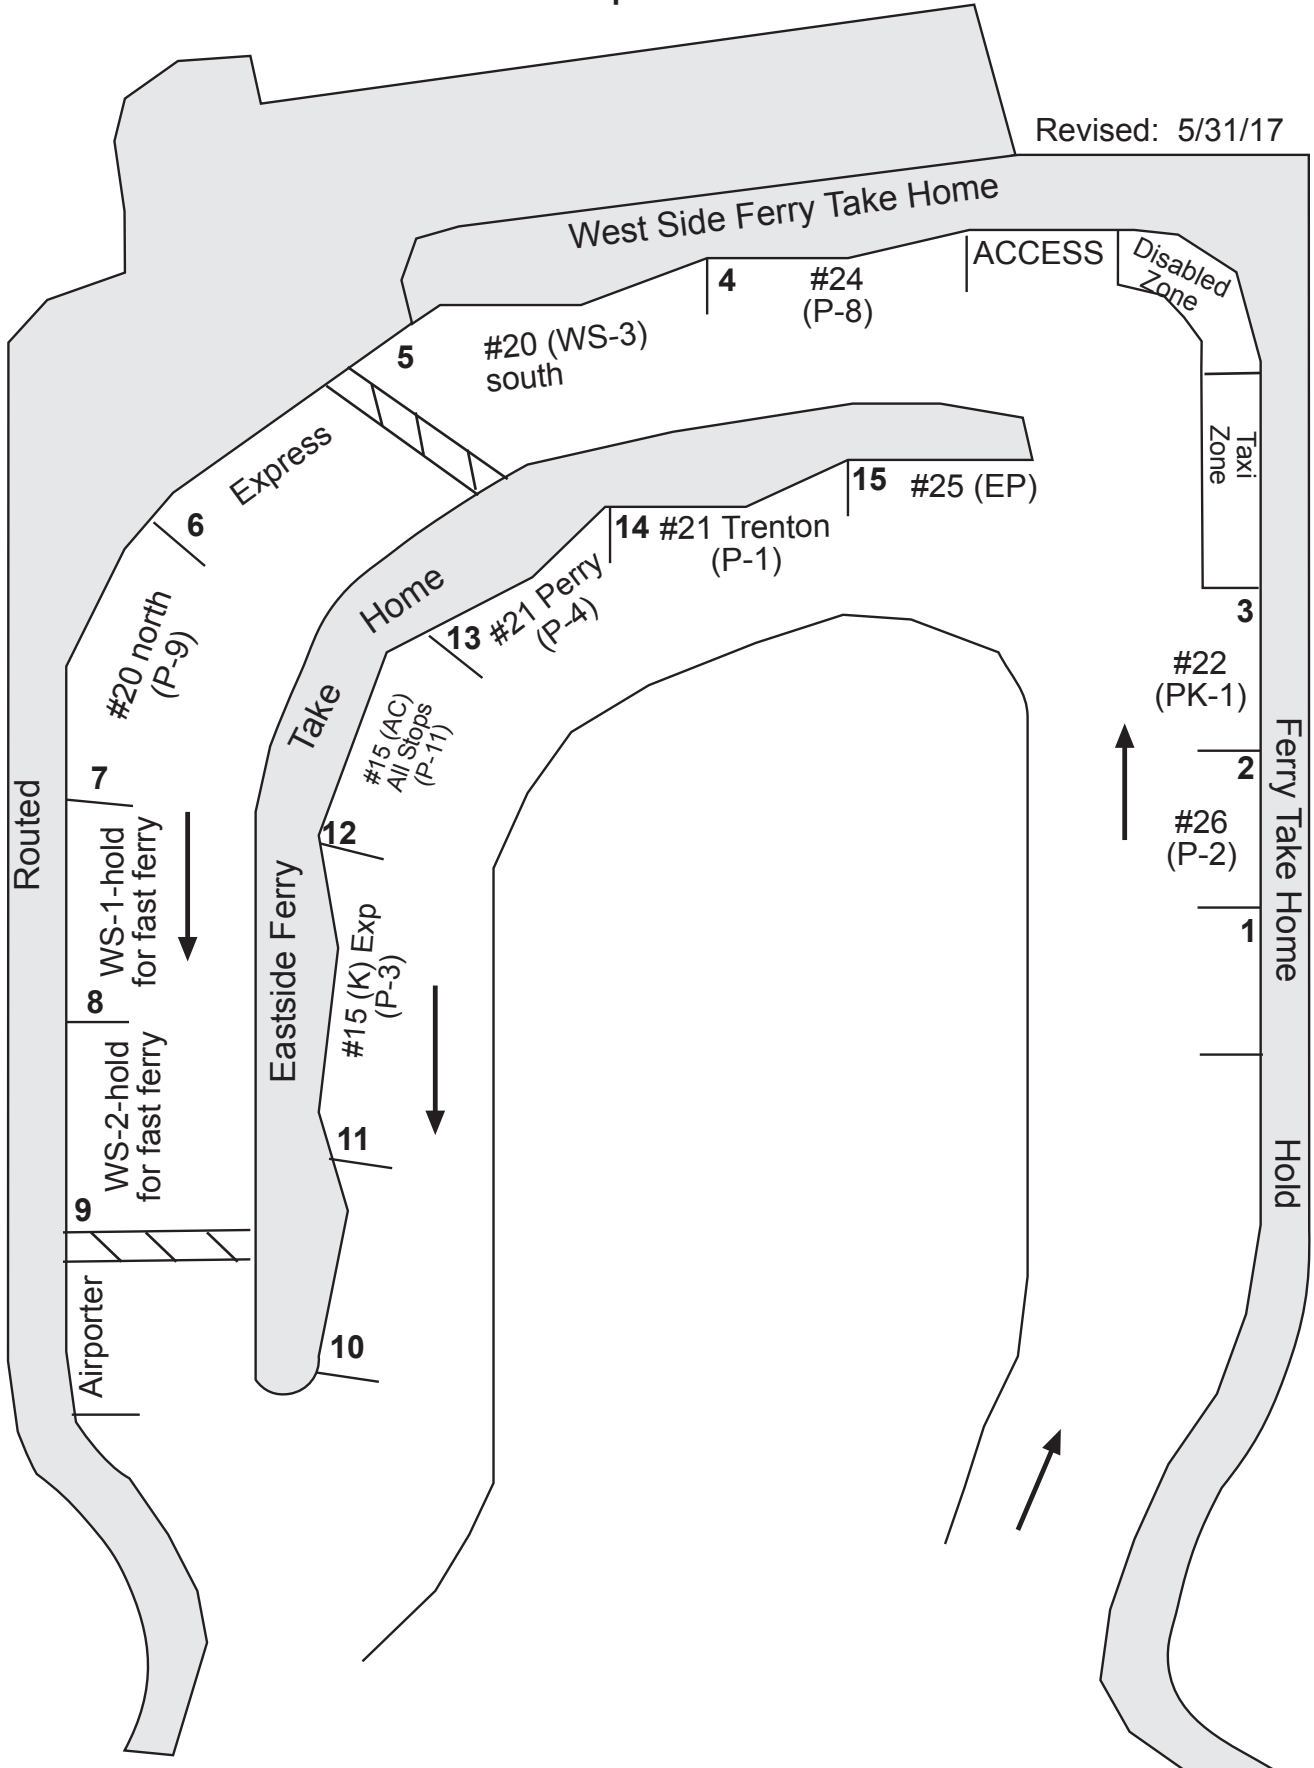 Revised: 5/31/17
West Side Ferry Take Home
ACCESS
Disabled
Zone
4
#24
(P-8)
5
#20 (WS-3)
south
Taxi
Zone
Express
6
15
#25 (EP)
14
#21 Trenton
(P-1)
13
#21 Perry
(P-4)
Home
Take
Eastside Ferry
#20 north
(P-9)
3
#22
(PK-1)
2
#26
(P-2)
1
Ferry Take Home
Hold
#15 (AC)
All Stops
(P-11)
12
#15 (K) Exp
(P-3)
11
10
7
WS-1-hold
for fast ferry
8
WS-2-hold
for fast ferry
9
Airporter
Routed